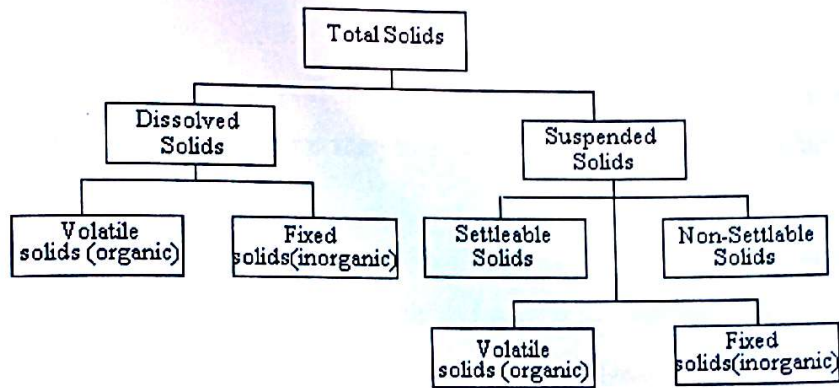 Total Solids
Dissolved
Solids
Suspended
Solids
Volatile
solids (organic)
Fixed
solids(inorganic)
Settleable
Solids
Non-Settlable
Solids
Volatile
solids (organic)
Fixed
solids(inorganic)